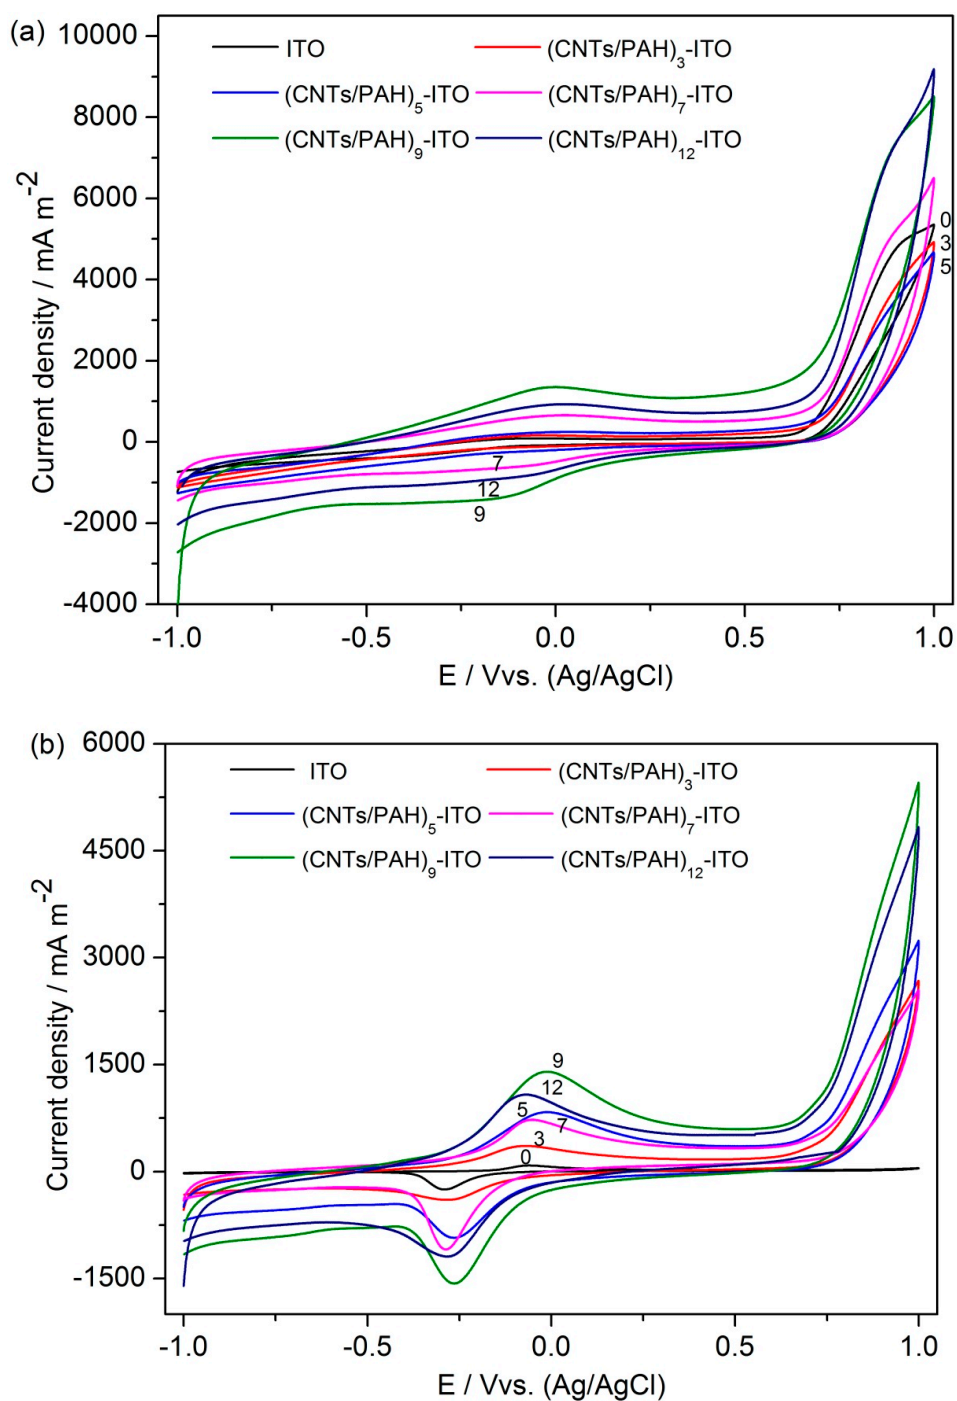 (a)
10000
8000
6000
4000
2000
0
-2000
-4000
Current density / mA m⁻²
ITO (CNTs/PAH)₃-ITO
(CNTs/PAH)₅-ITO (CNTs/PAH)₇-ITO
(CNTs/PAH)₉-ITO (CNTs/PAH)₁₂-ITO
0
3
5
7
12
9
-1.0 -0.5 0.0 0.5 1.0
E / Vvs. (Ag/AgCl)
(b)
6000
4500
3000
1500
0
-1500
Current density / mA m⁻²
ITO (CNTs/PAH)₃-ITO
(CNTs/PAH)₅-ITO (CNTs/PAH)₇-ITO
(CNTs/PAH)₉-ITO (CNTs/PAH)₁₂-ITO
9
12
5
7
3
0
-1.0 -0.5 0.0 0.5 1.0
E / Vvs. (Ag/AgCl)